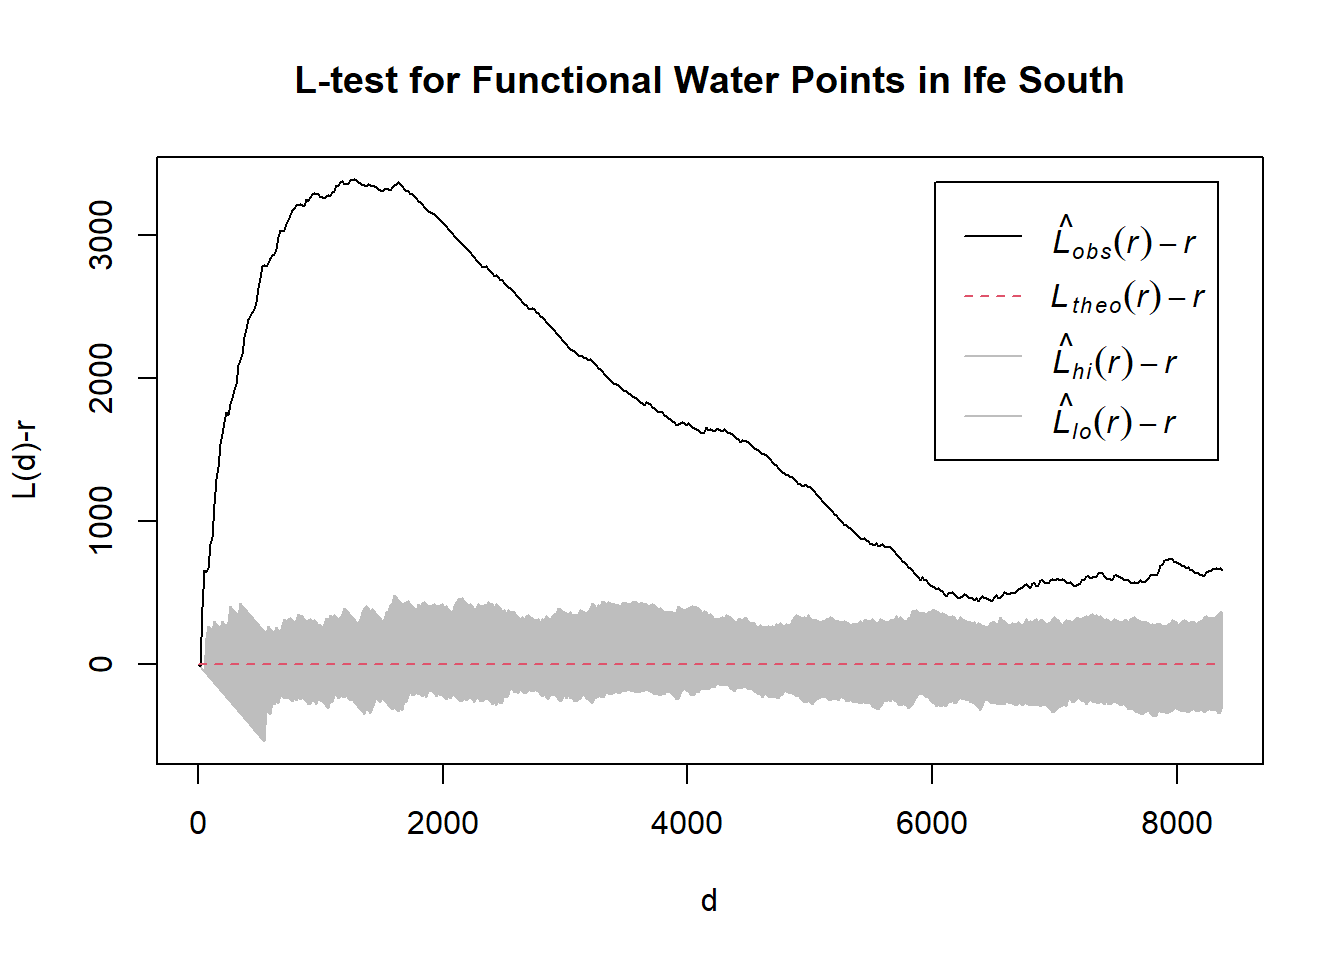 L-test for Functional Water Points in Ife South
L(d)-r
3000
2000
1000
0
0 2000 4000 6000 8000
d
L̂obs(r) − r
Ltheo(r) − r
L̂hi(r) − r
L̂lo(r) − r